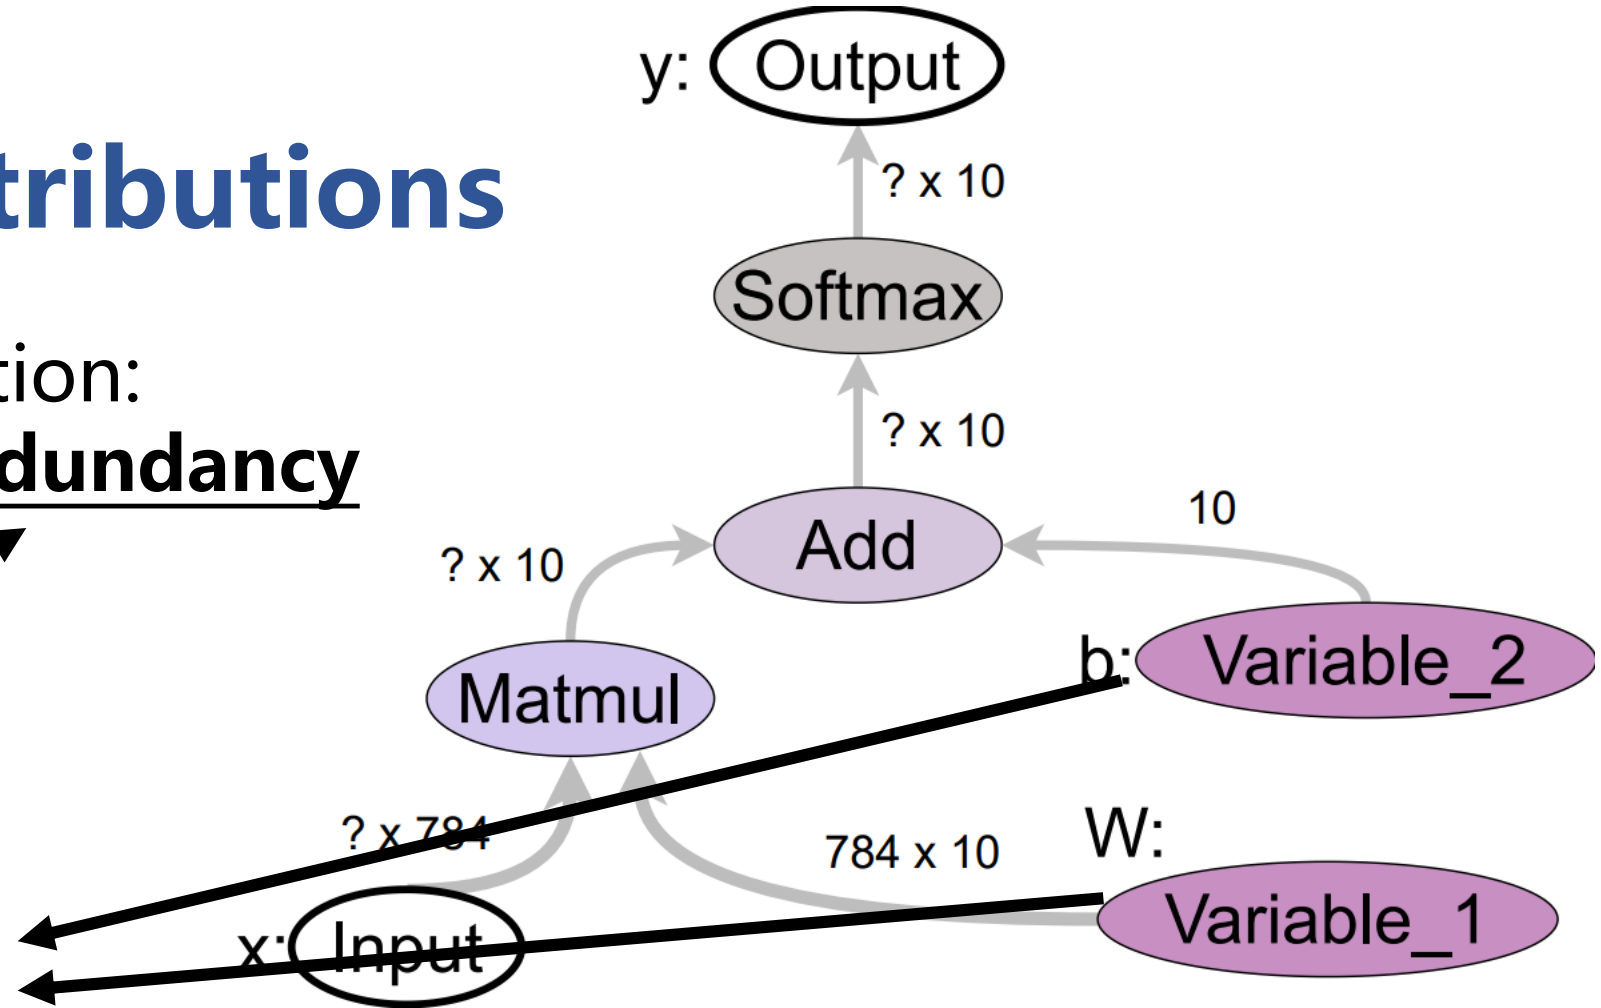 y: Output
? x 10
tributions
Softmax
tion:
? x 10
dundancy
10
? x 10
Add
b: Variable_2
Matmul
? x 784
784 x 10
W:
Variable_1
x: Input